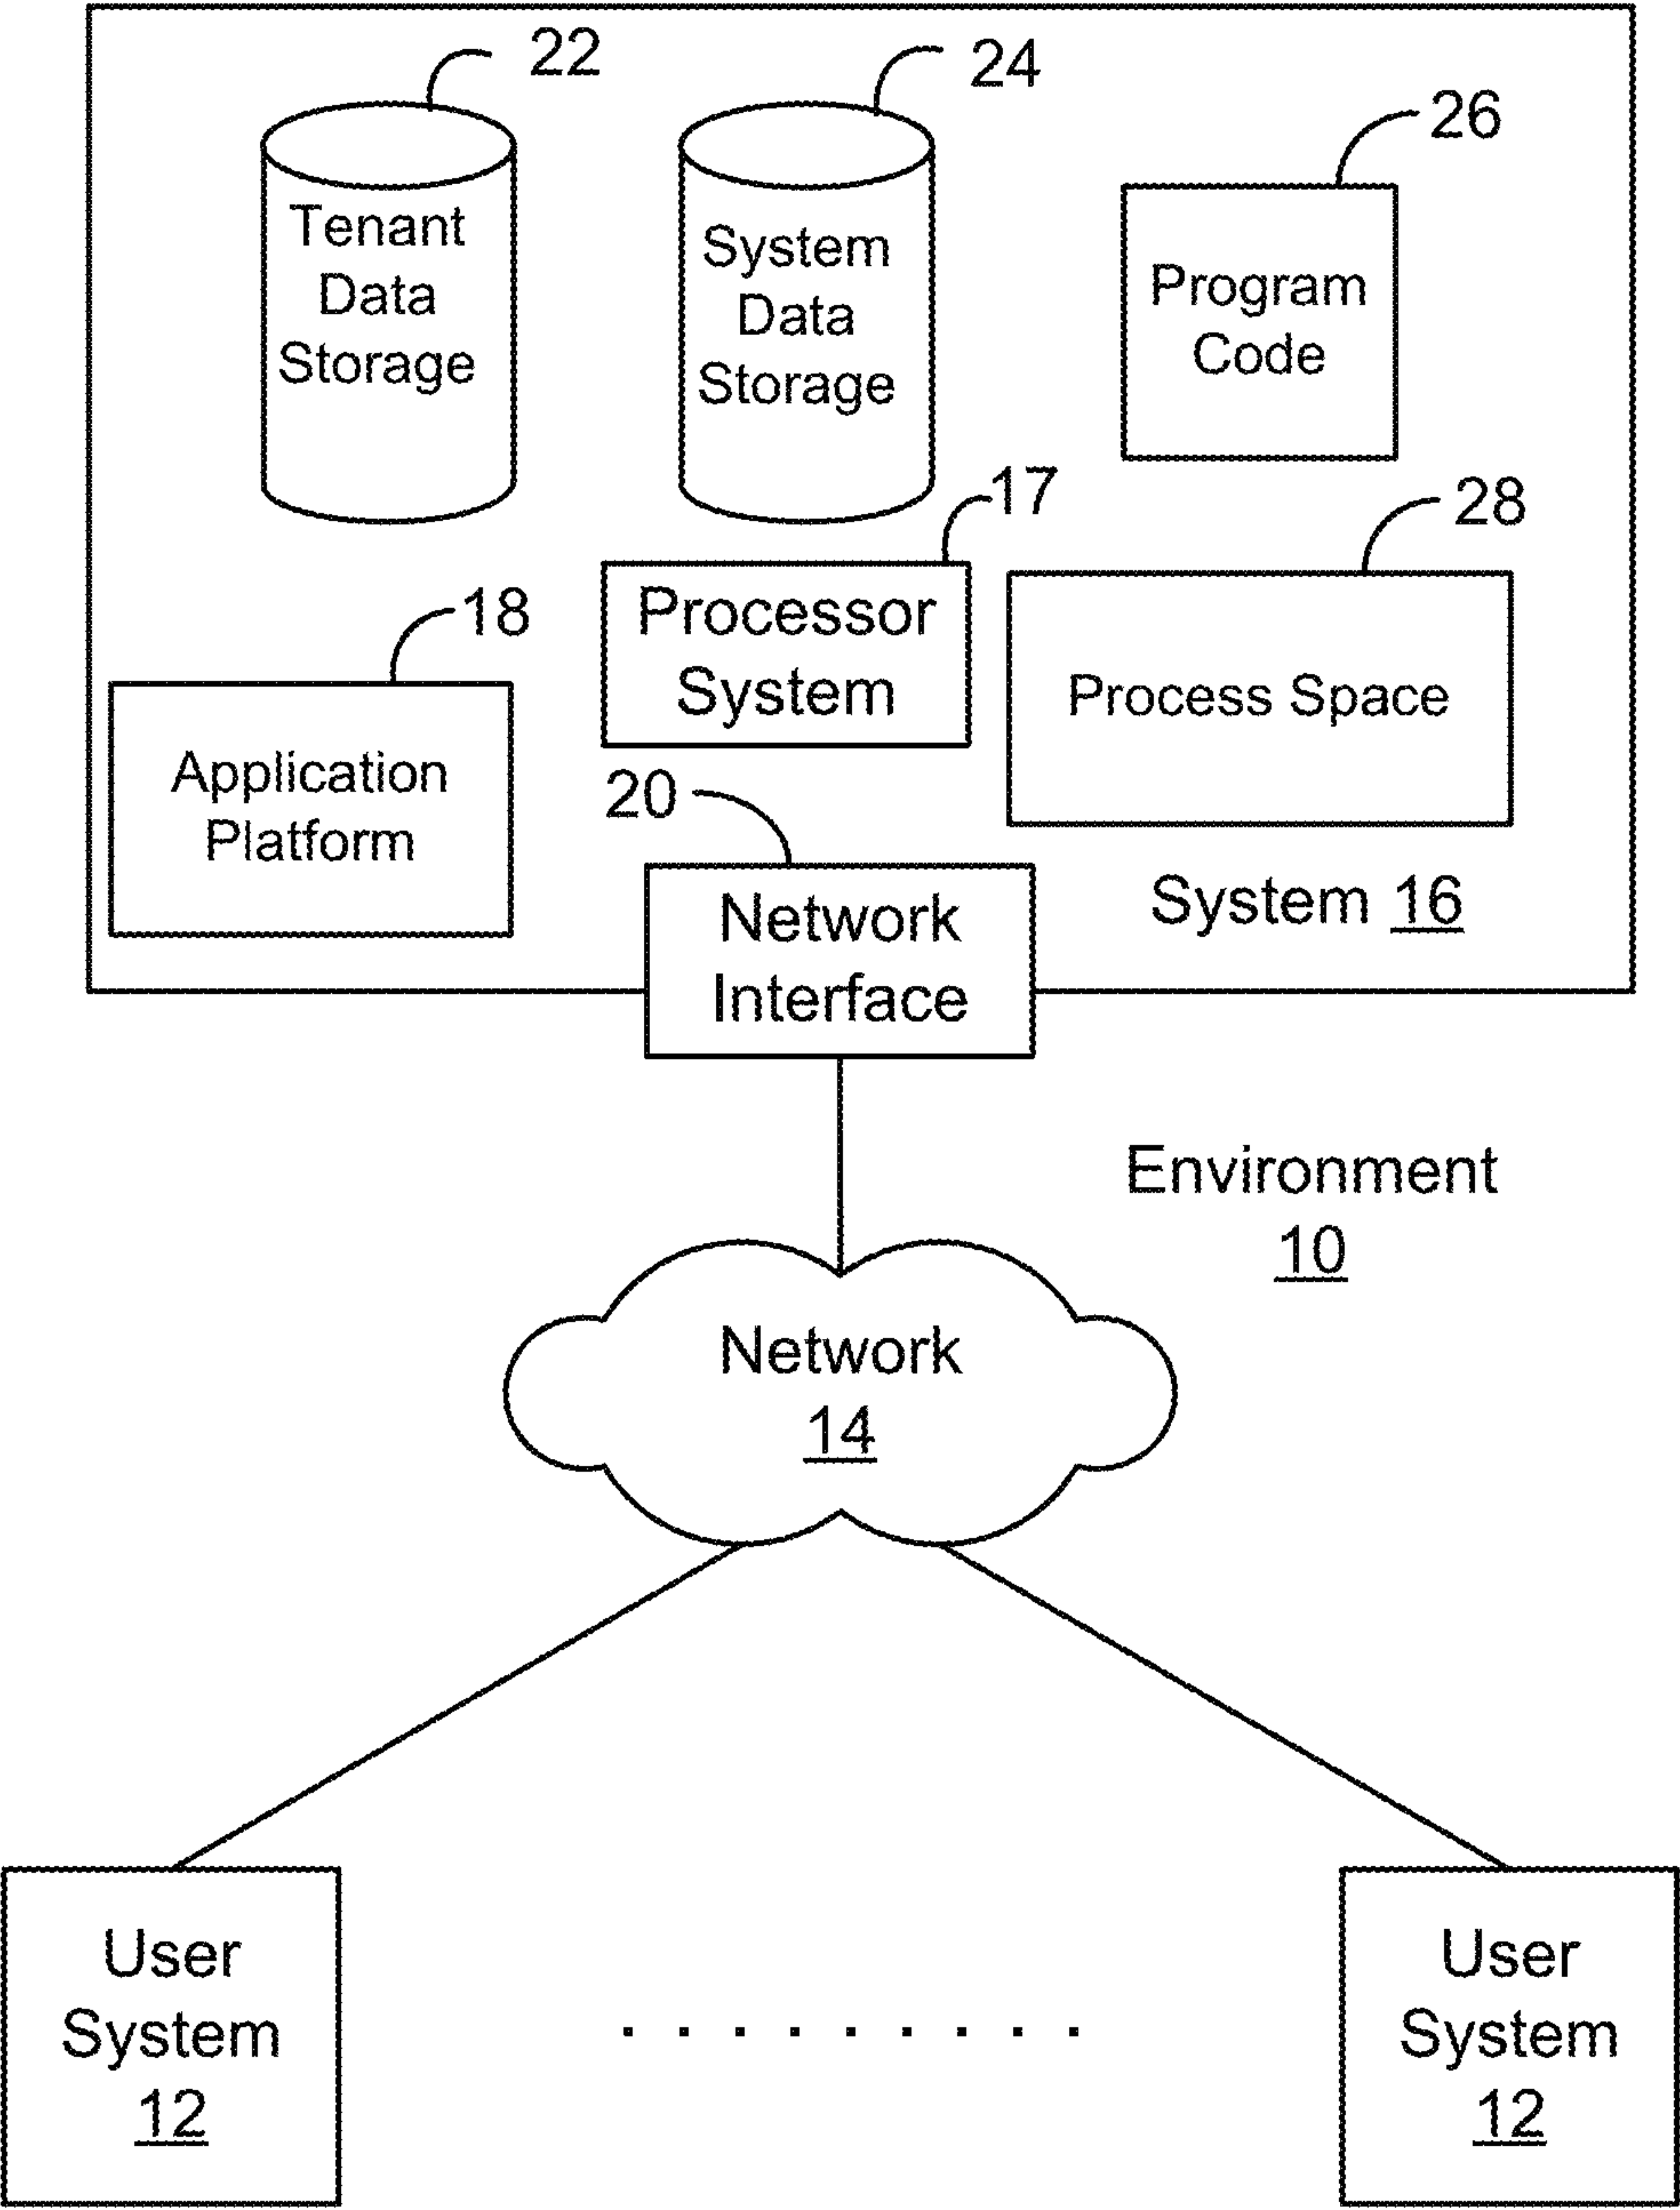 22
24
26
Tenant
Data
Storage
System
Data
Storage
Program
Code
17
28
18
Processor
System
Process Space
Application
Platform
20
Network
Interface
System 16
Environment
10
Network
14
User
System
12
. . . . . . . . .
User
System
12